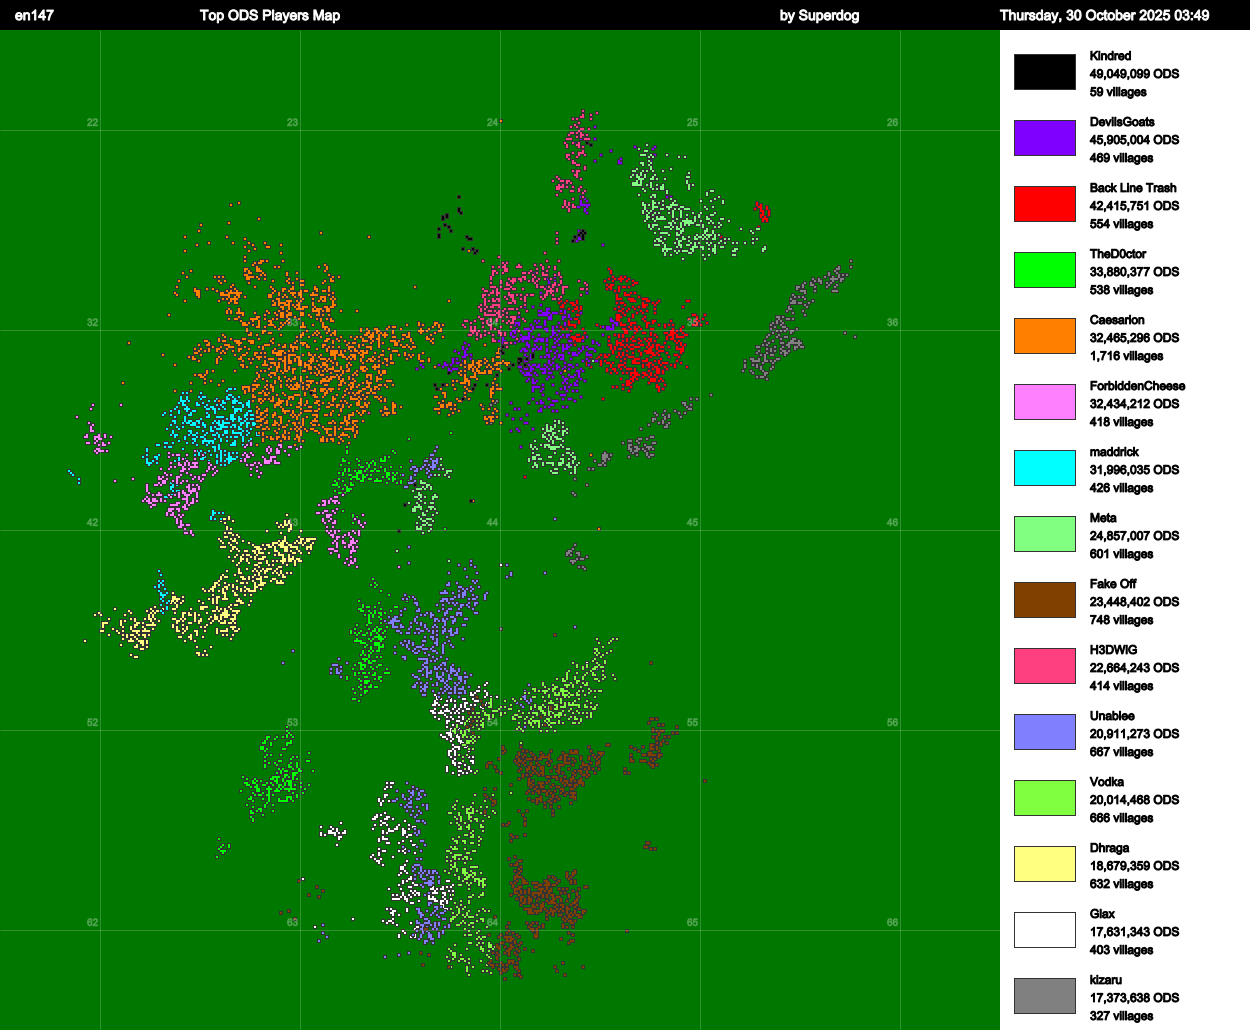 en147 Top ODS Players Map by Superdog Thursday, 30 October 2025 03:49
Kindred
49,049,099 ODS
59 villages
DevilsGoats
45,905,004 ODS
469 villages
Back Line Trash
42,415,751 ODS
554 villages
TheD0ctor
33,880,377 ODS
538 villages
Caesarion
32,465,296 ODS
1,716 villages
ForbiddenCheese
32,434,212 ODS
418 villages
maddrick
31,996,035 ODS
426 villages
Meta
24,857,007 ODS
601 villages
Fake Off
23,448,402 ODS
748 villages
H3DWIG
22,664,243 ODS
414 villages
Unablee
20,911,273 ODS
667 villages
Vodka
20,014,468 ODS
666 villages
Dhraga
18,679,359 ODS
632 villages
Glax
17,631,343 ODS
403 villages
kizaru
17,373,638 ODS
327 villages
22 23 24 25 26
32 33 35 36
42 43 44 45 46
52 53 54 55 56
62 63 64 65 66